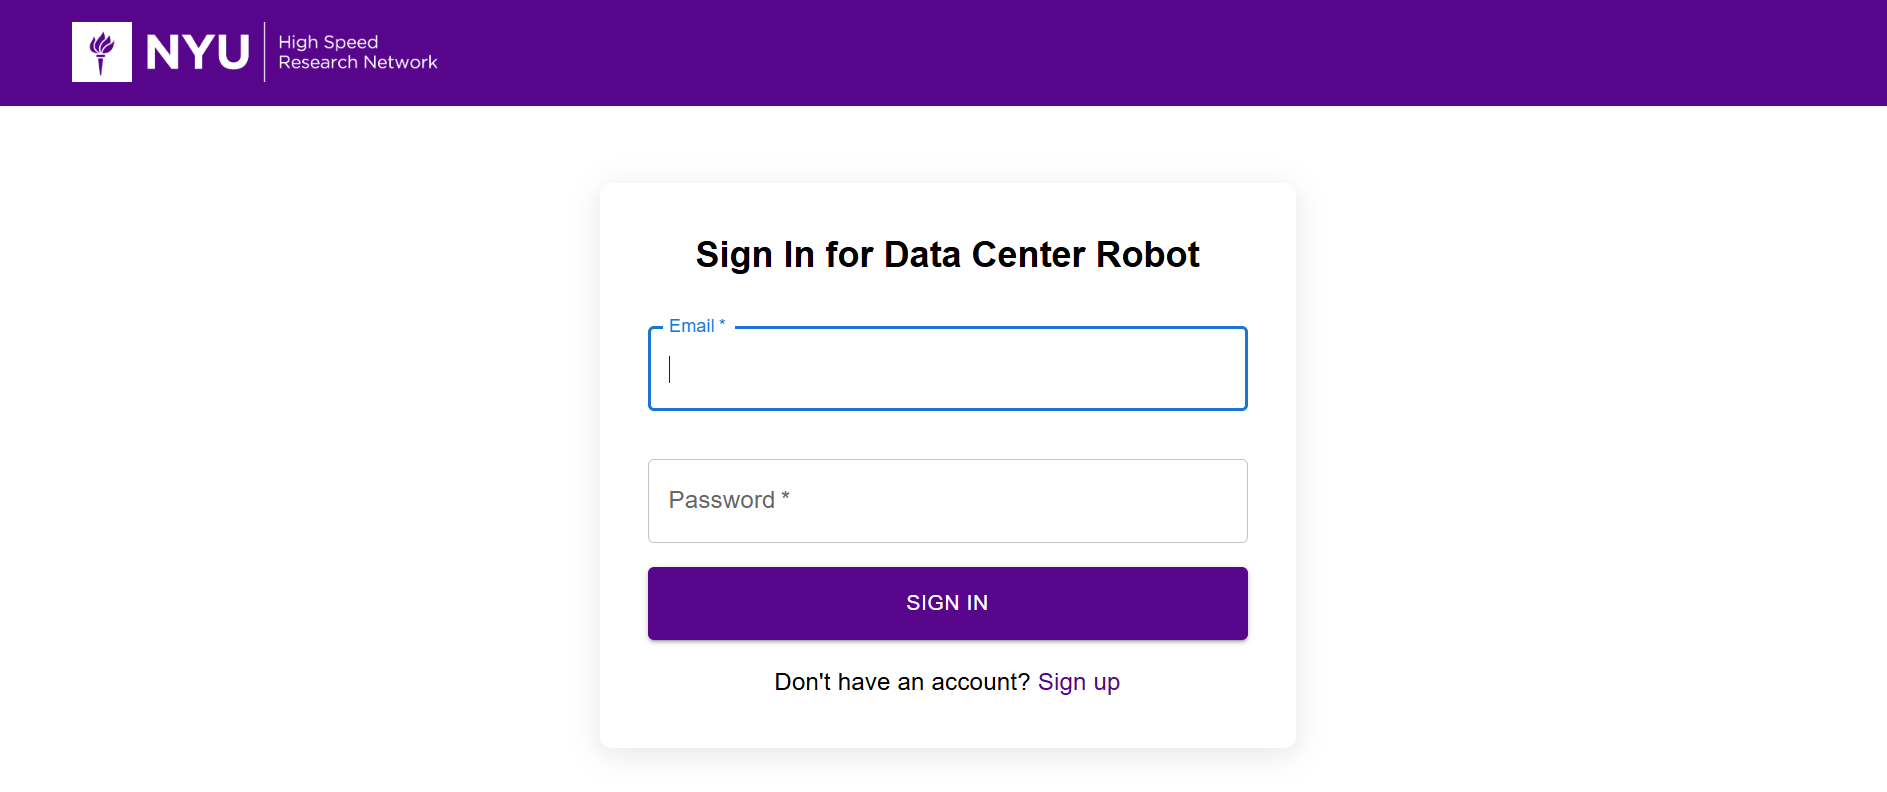 NYU
High Speed
Research Network
Sign In for Data Center Robot
Email *
Password *
SIGN IN
Don't have an account? Sign up